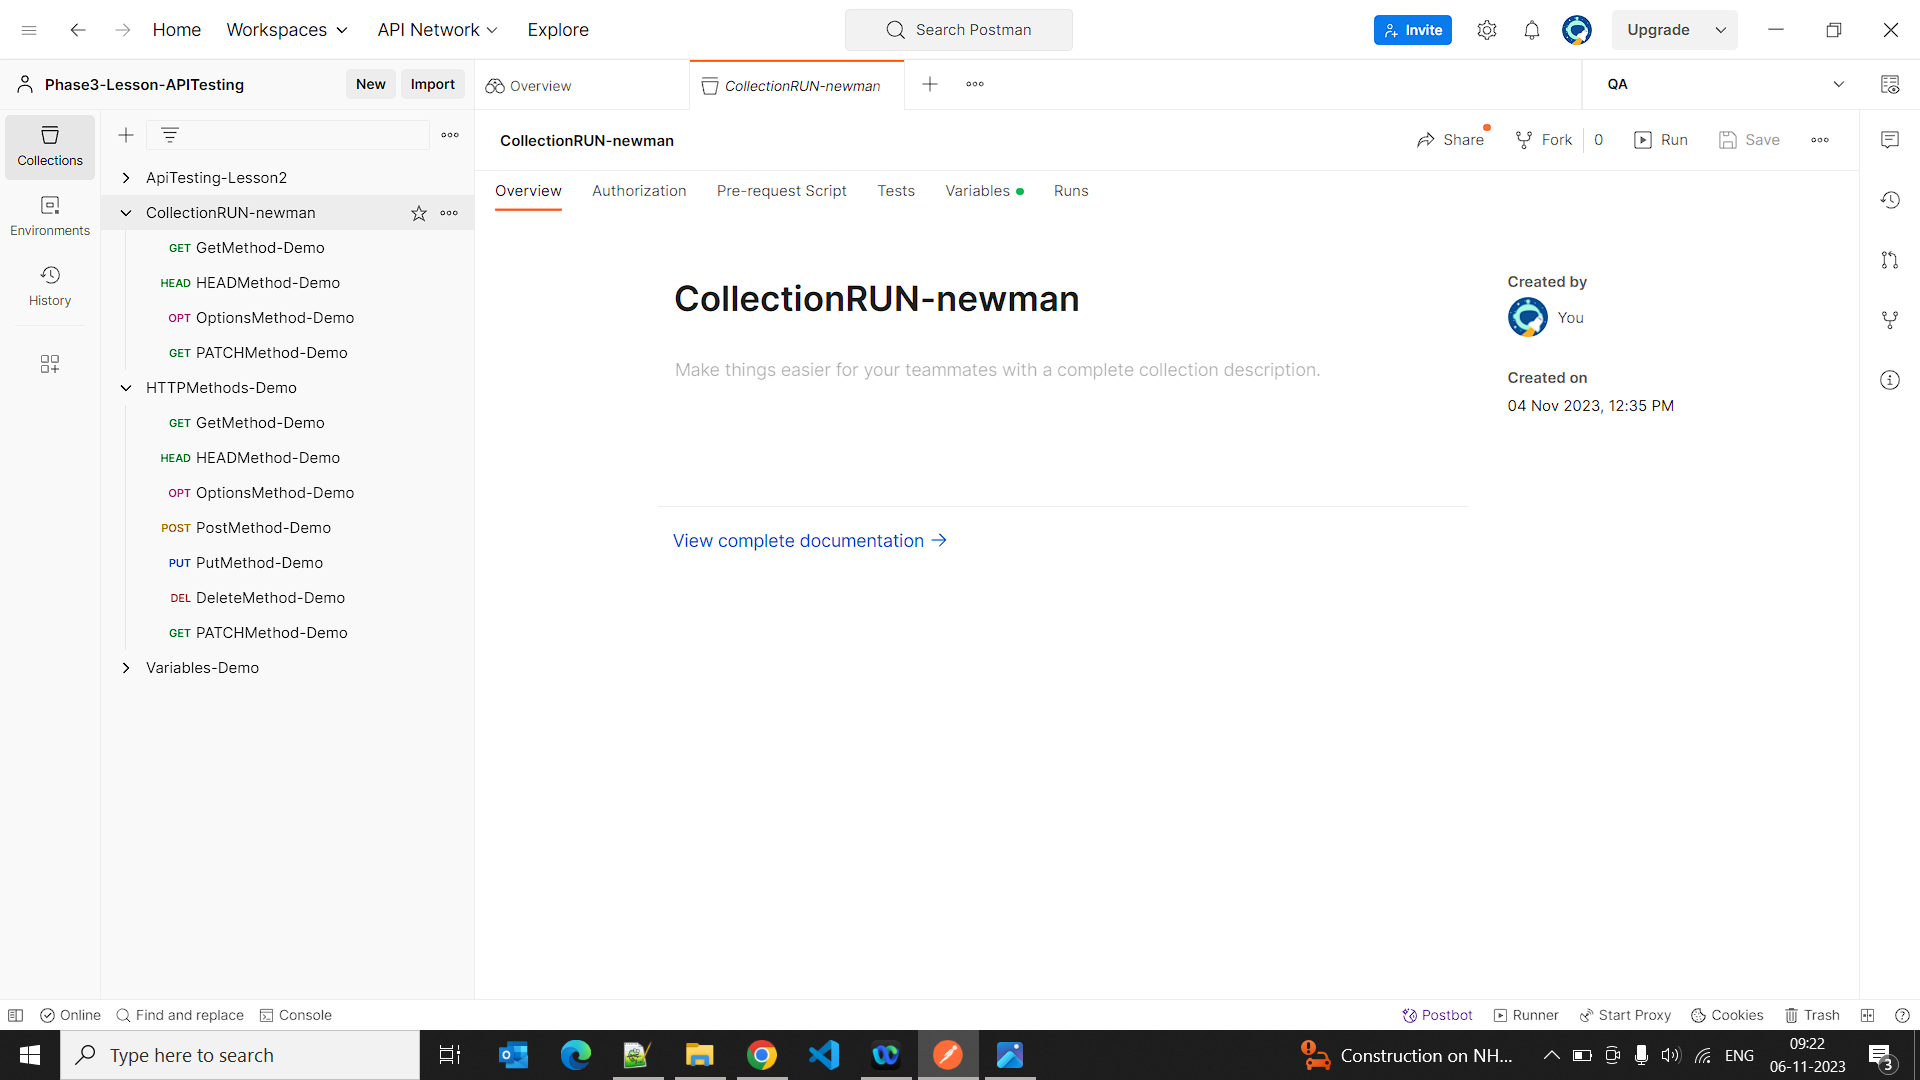 Home
Workspaces
API Network
Explore
Search Postman
Invite
Upgrade
Phase3-Lesson-APITesting
New
Import
Overview
CollectionRUN-newman
QA
Collections
Environments
History
ApiTesting-Lesson2
CollectionRUN-newman
GET GetMethod-Demo
HEAD HEADMethod-Demo
OPT OptionsMethod-Demo
GET PATCHMethod-Demo
HTTPMethods-Demo
GET GetMethod-Demo
HEAD HEADMethod-Demo
OPT OptionsMethod-Demo
POST PostMethod-Demo
PUT PutMethod-Demo
DEL DeleteMethod-Demo
GET PATCHMethod-Demo
Variables-Demo
CollectionRUN-newman
Share
Fork 0
Run
Save
Overview
Authorization
Pre-request Script
Tests
Variables
Runs
CollectionRUN-newman
Make things easier for your teammates with a complete collection description.
View complete documentation →
Created by
You
Created on
04 Nov 2023, 12:35 PM
Online
Find and replace
Console
Postbot
Runner
Start Proxy
Cookies
Trash
Type here to search
Construction on NH...
ENG
09:22
06-11-2023
3